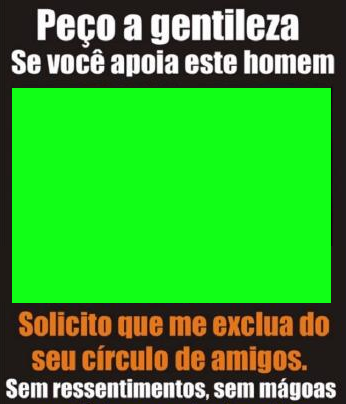 Peço a gentileza
Se você apoia este homem
Solicito que me exclua do
seu círculo de amigos.
Sem ressentimentos, sem mágoas